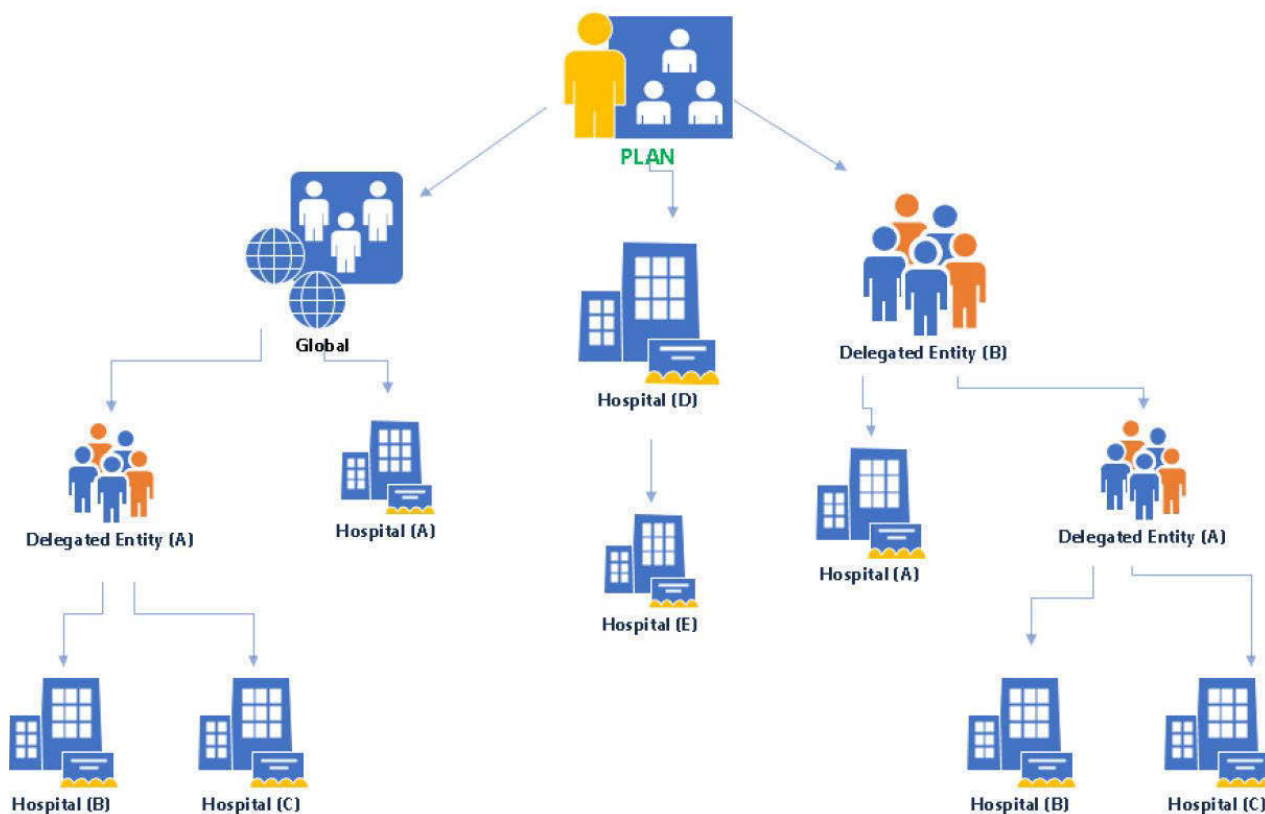 PLAN
Global
Delegated Entity (B)
Hospital (D)
Delegated Entity (A)
Hospital (A)
Hospital (E)
Hospital (A)
Delegated Entity (A)
Hospital (B)
Hospital (C)
Hospital (B)
Hospital (C)